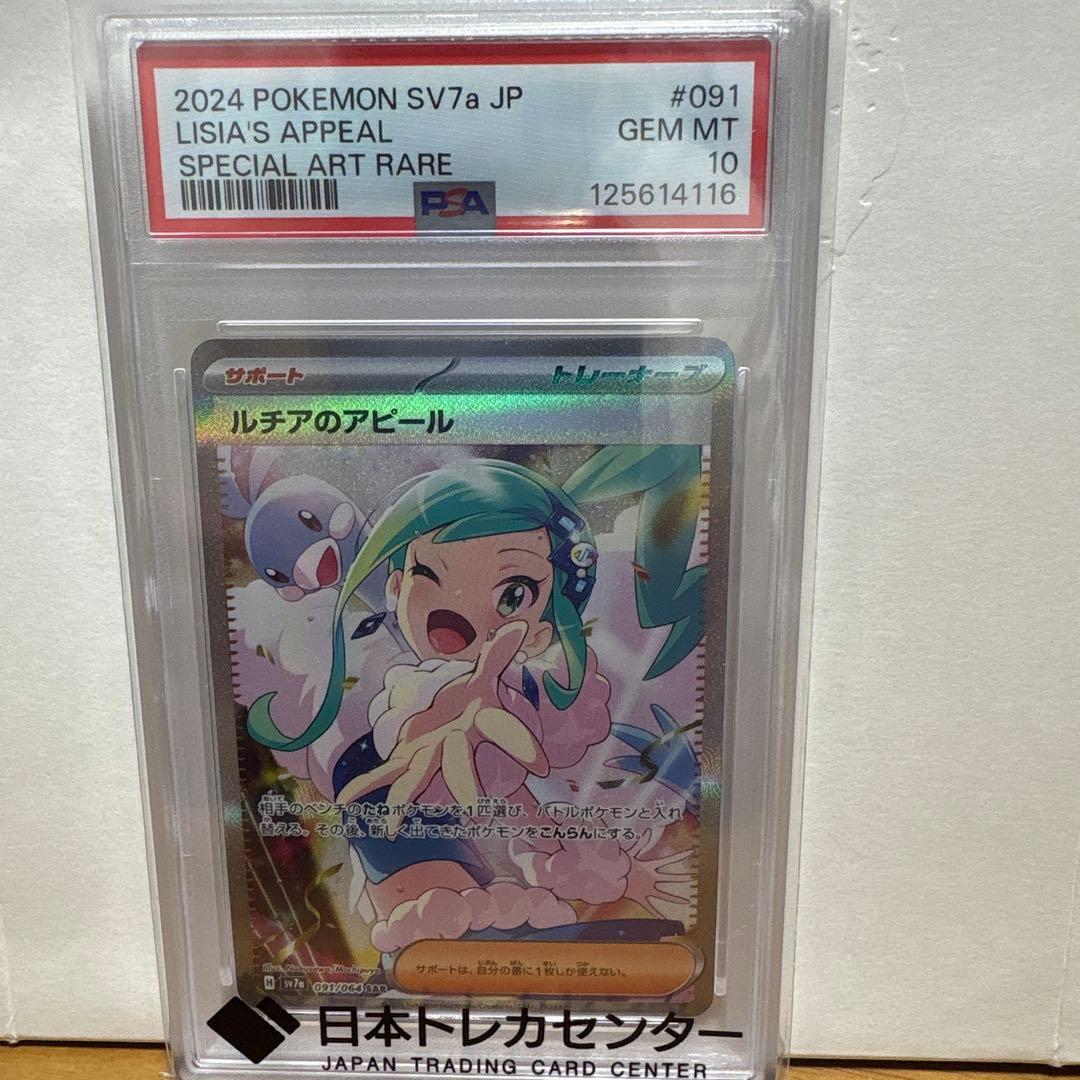 2024 POKEMON SV7a JP #091
LISIA'S APPEAL GEM MT
SPECIAL ART RARE 10
PSA 125614116
サポート トレーナーズ
ルチアのアピール
相手のベンチのたねポケモンを1匹選び、バトルポケモンと入れ
替える。その後、新しく出てきたポケモンをこんらんにする。
サポートは、自分の番に1枚しか使えない。
Illus. Nobusawa/Mochipuyo
H SV7a 091/064 SAR
日本トレカセンター
JAPAN TRADING CARD CENTER